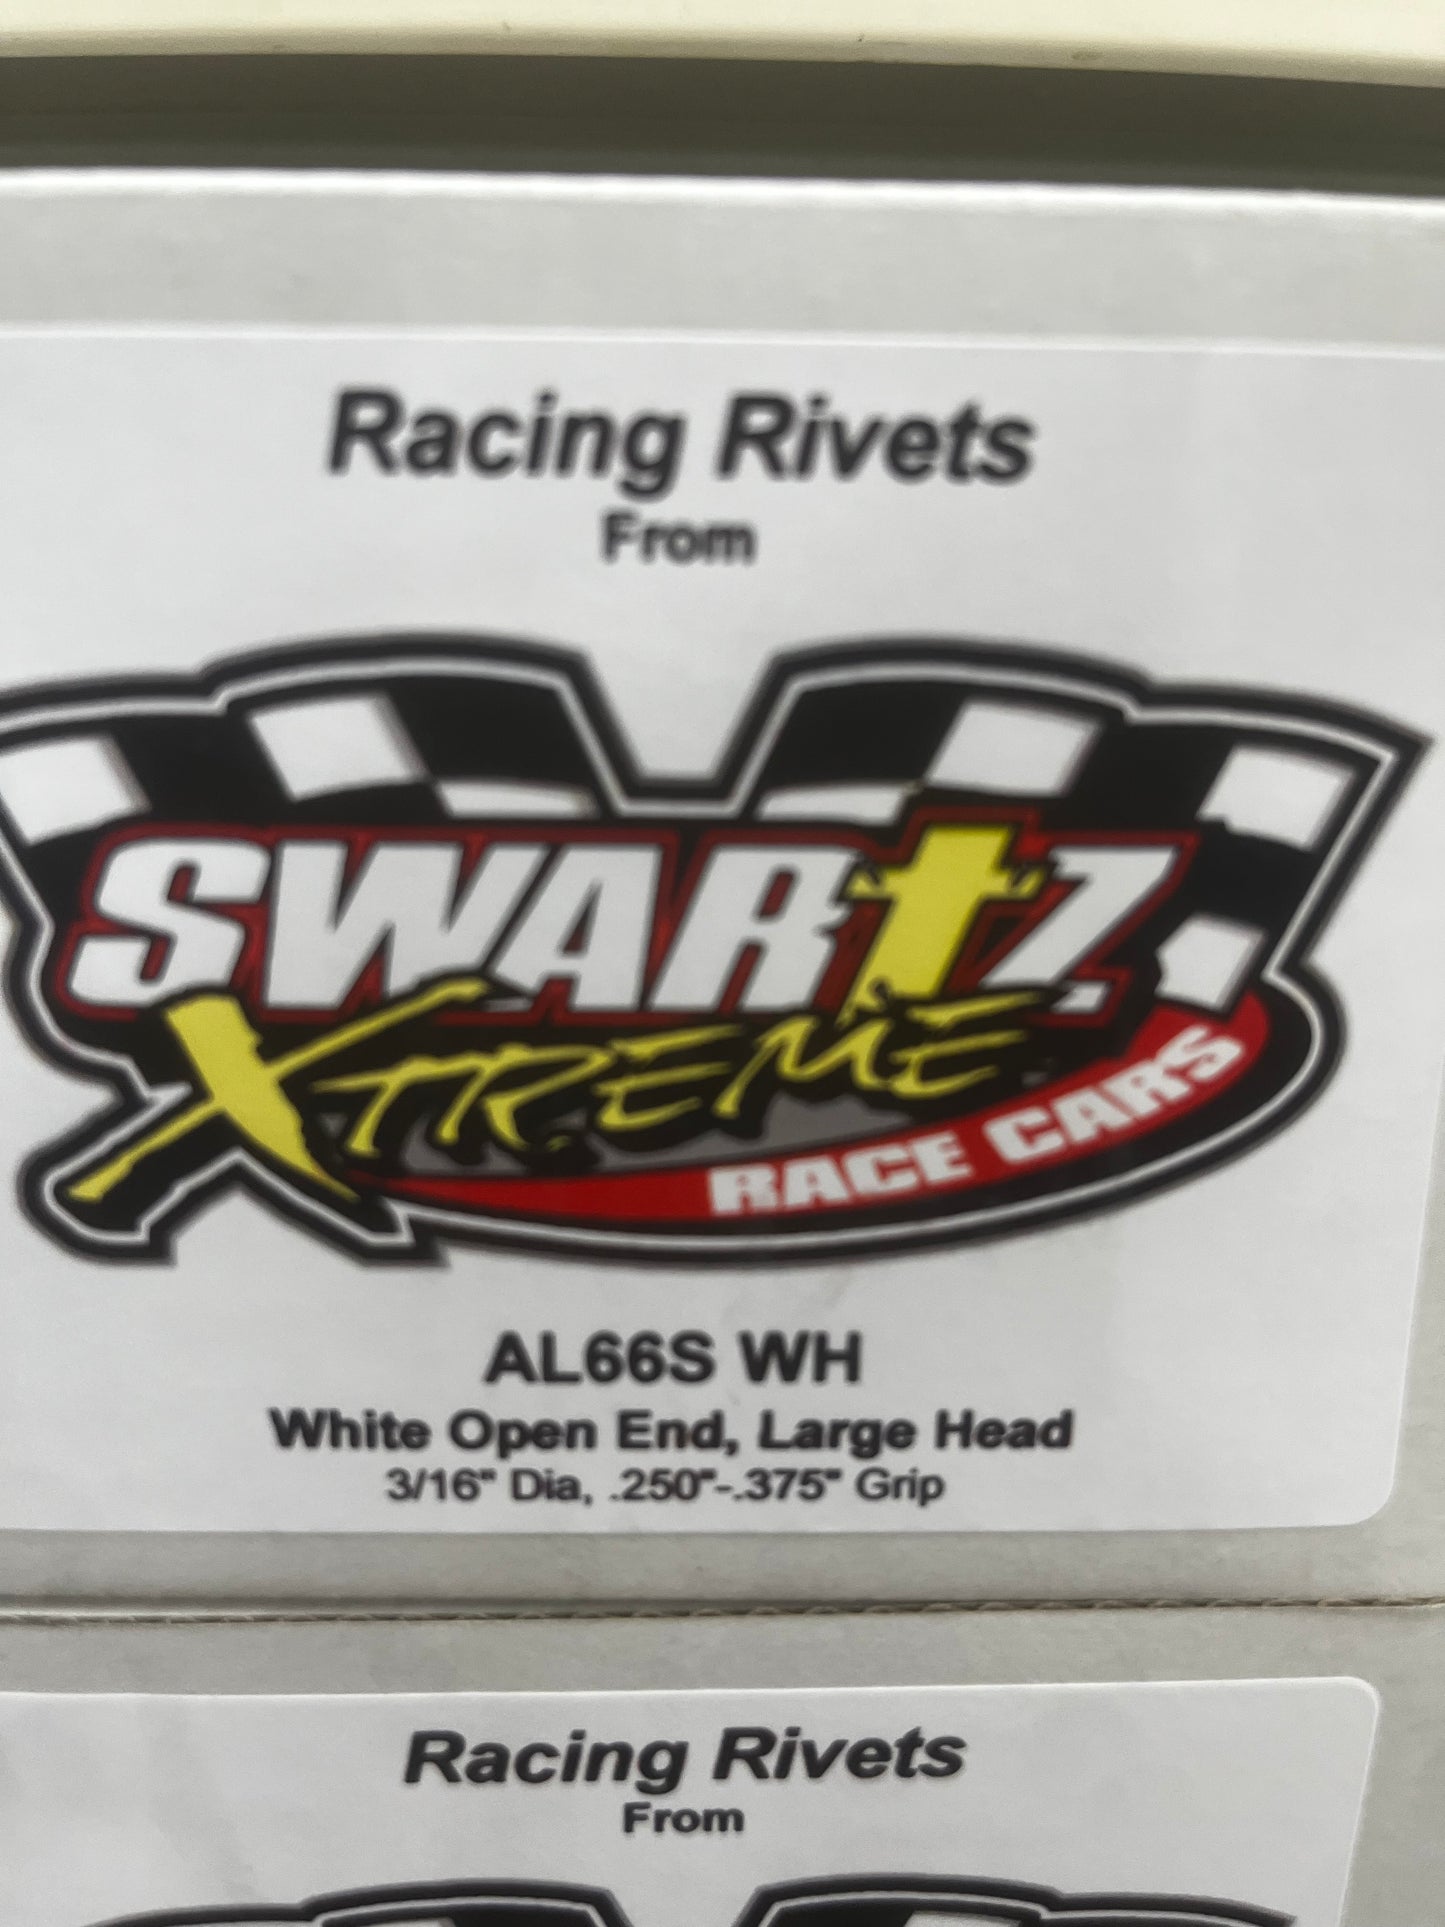 Racing Rivets
From
SWARtZ
XTREME
RACE CARS
AL66S WH
White Open End, Large Head
3/16" Dia, .250"-.375" Grip
Racing Rivets
From